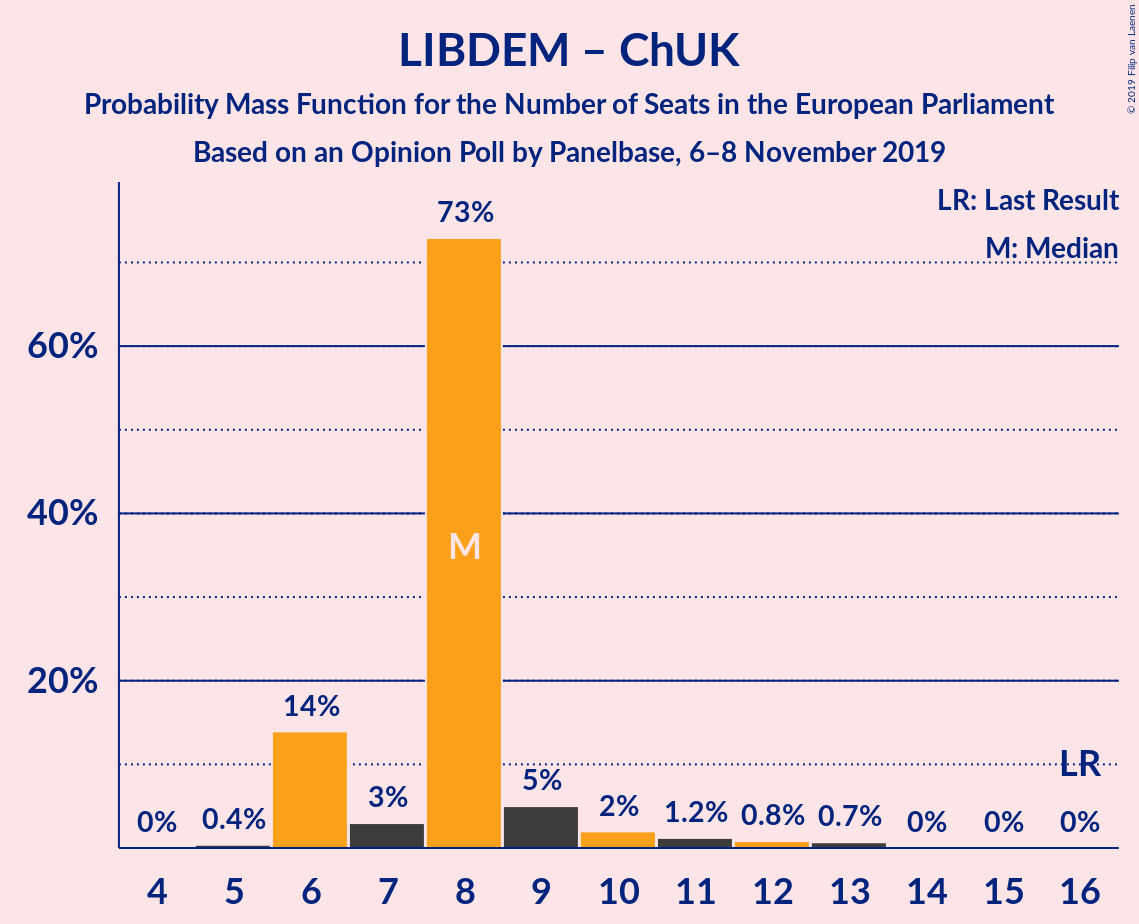 LIBDEM – ChUK
Probability Mass Function for the Number of Seats in the European Parliament
Based on an Opinion Poll by Panelbase, 6–8 November 2019
© 2019 Filip van Laenen
LR: Last Result
M: Median
73%
60%
40%
M
20%
14%
LR
5%
3%
2%
1.2%
0.8%
0.7%
0.4%
0%
0%
0%
0%
4 5 6 7 8 9 10 11 12 13 14 15 16